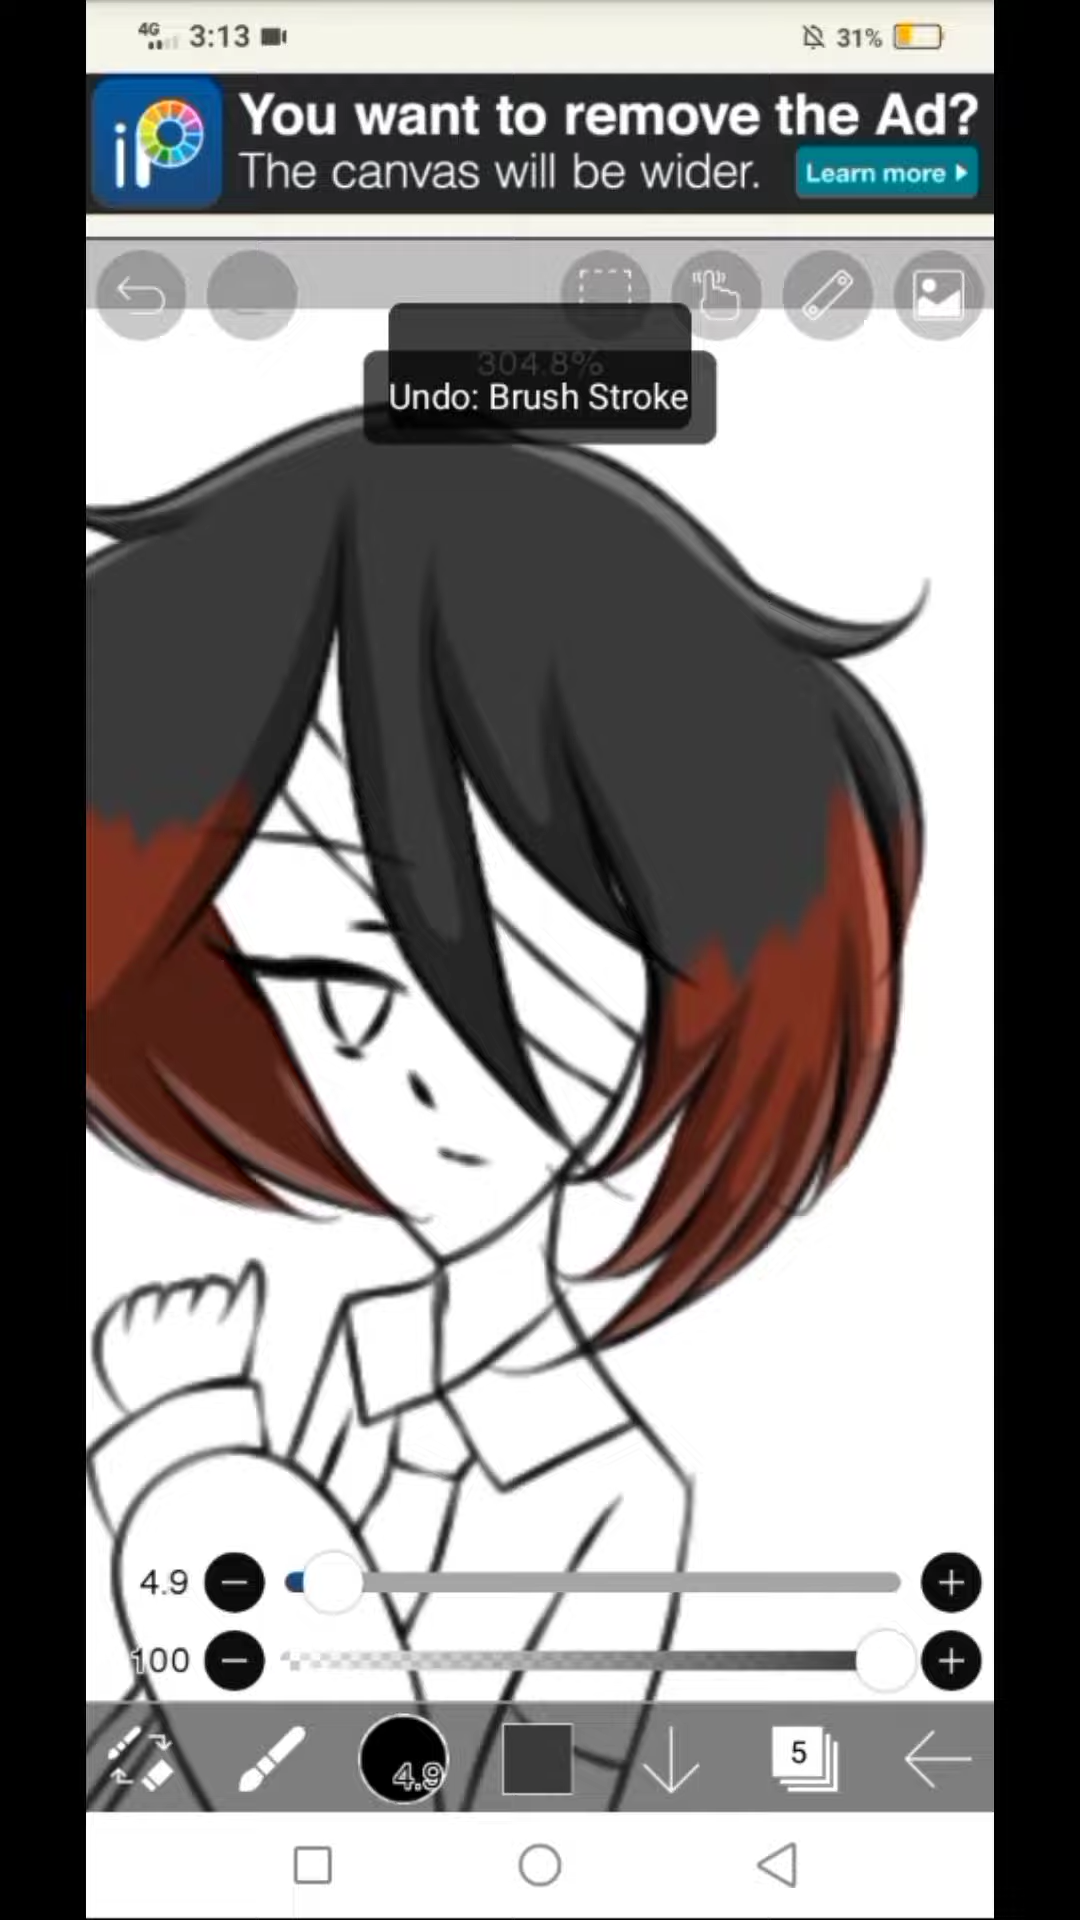 4G 3:13 31%
iP
You want to remove the Ad?
The canvas will be wider.
Learn more
304.8%
Undo: Brush Stroke
4.9
100
4.9
5